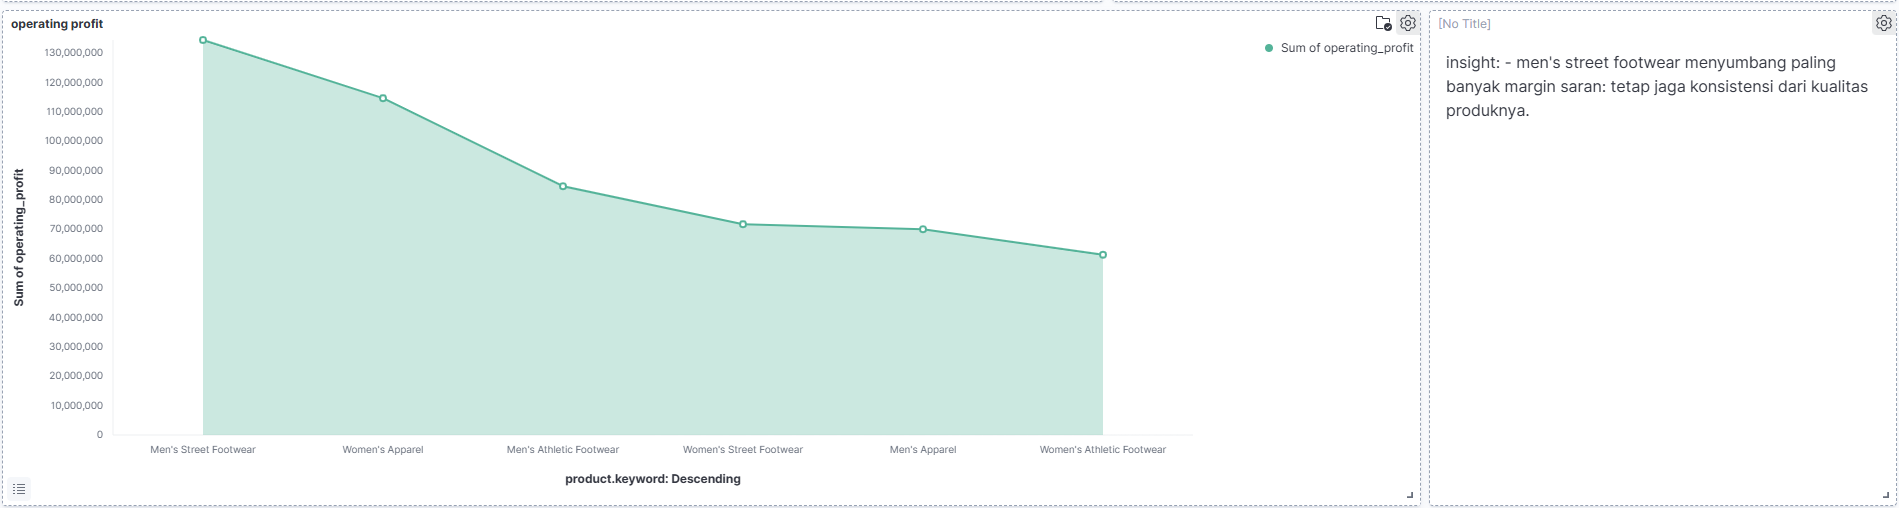 operating profit
Sum of operating_profit
130,000,000
120,000,000
110,000,000
100,000,000
90,000,000
80,000,000
70,000,000
60,000,000
50,000,000
40,000,000
30,000,000
20,000,000
10,000,000
0
Sum of operating_profit
Men's Street Footwear
Women's Apparel
Men's Athletic Footwear
Women's Street Footwear
Men's Apparel
Women's Athletic Footwear
product.keyword: Descending
[No Title]
insight: - men's street footwear menyumbang paling
banyak margin saran: tetap jaga konsistensi dari kualitas
produknya.